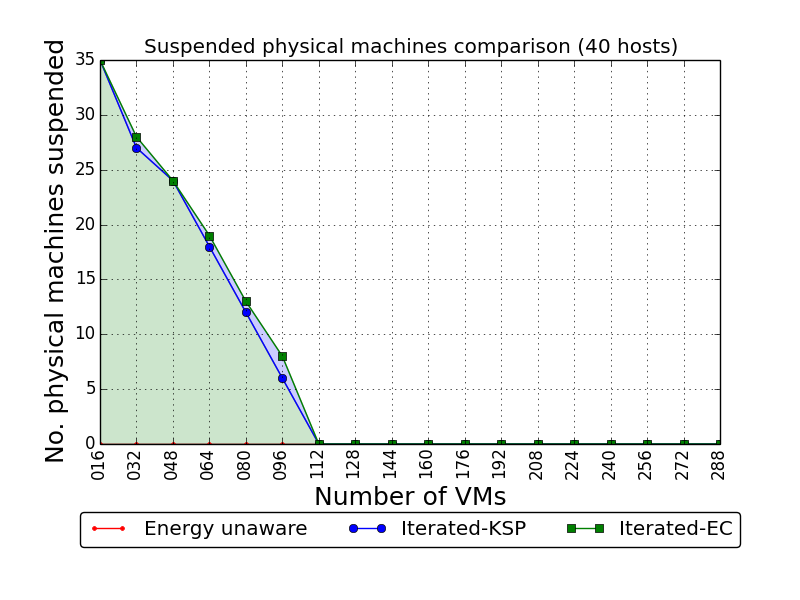 Suspended physical machines comparison (40 hosts)
No. physical machines suspended
35
30
25
20
15
10
5
0
016 032 048 064 080 096 112 128 144 160 176 192 208 224 240 256 272 288
Number of VMs
Energy unaware Iterated-KSP Iterated-EC